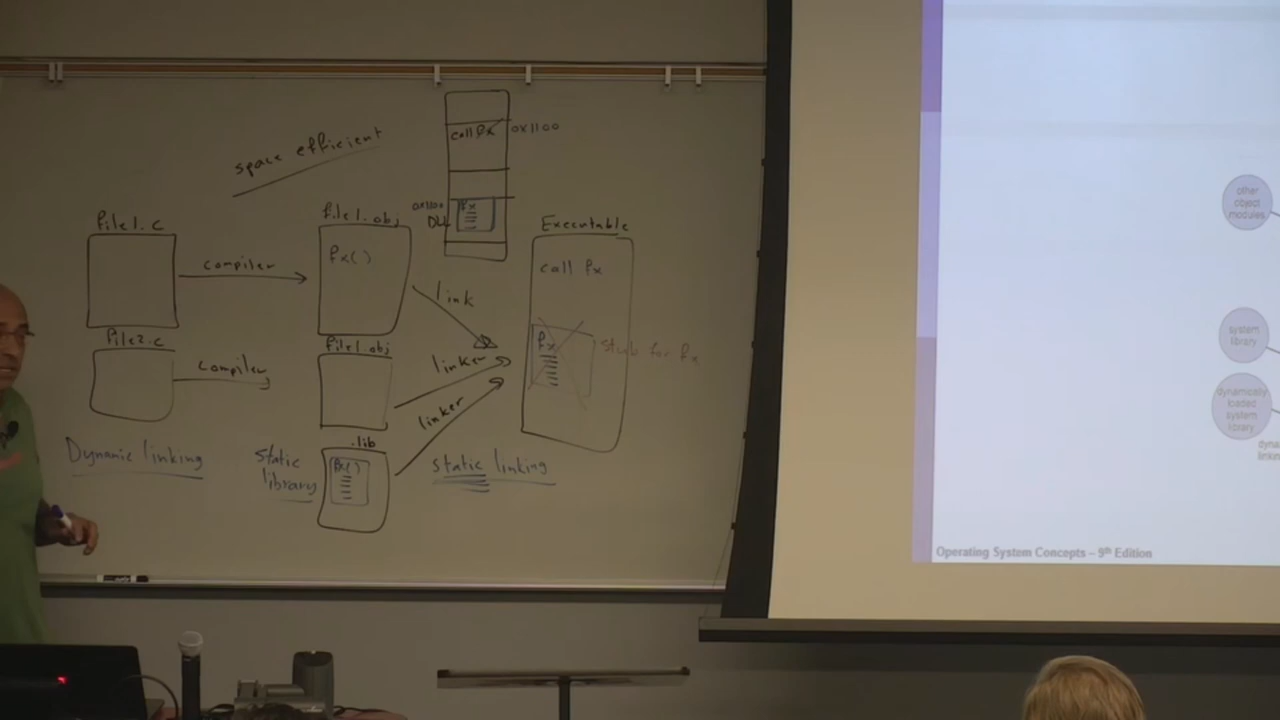 space efficient
call fx
0x1100
fx
DLL
file1.c
compiler
file1.obj
fx()
link
Executable
call fx
fx
stub for fx
file2.c
compiler
file1.obj
linker
linker
Dynamic linking
static
library
.lib
fx()
static linking
other
object
modules
system
library
dynamically
loaded
system
library
Operating System Concepts – 9th Edition